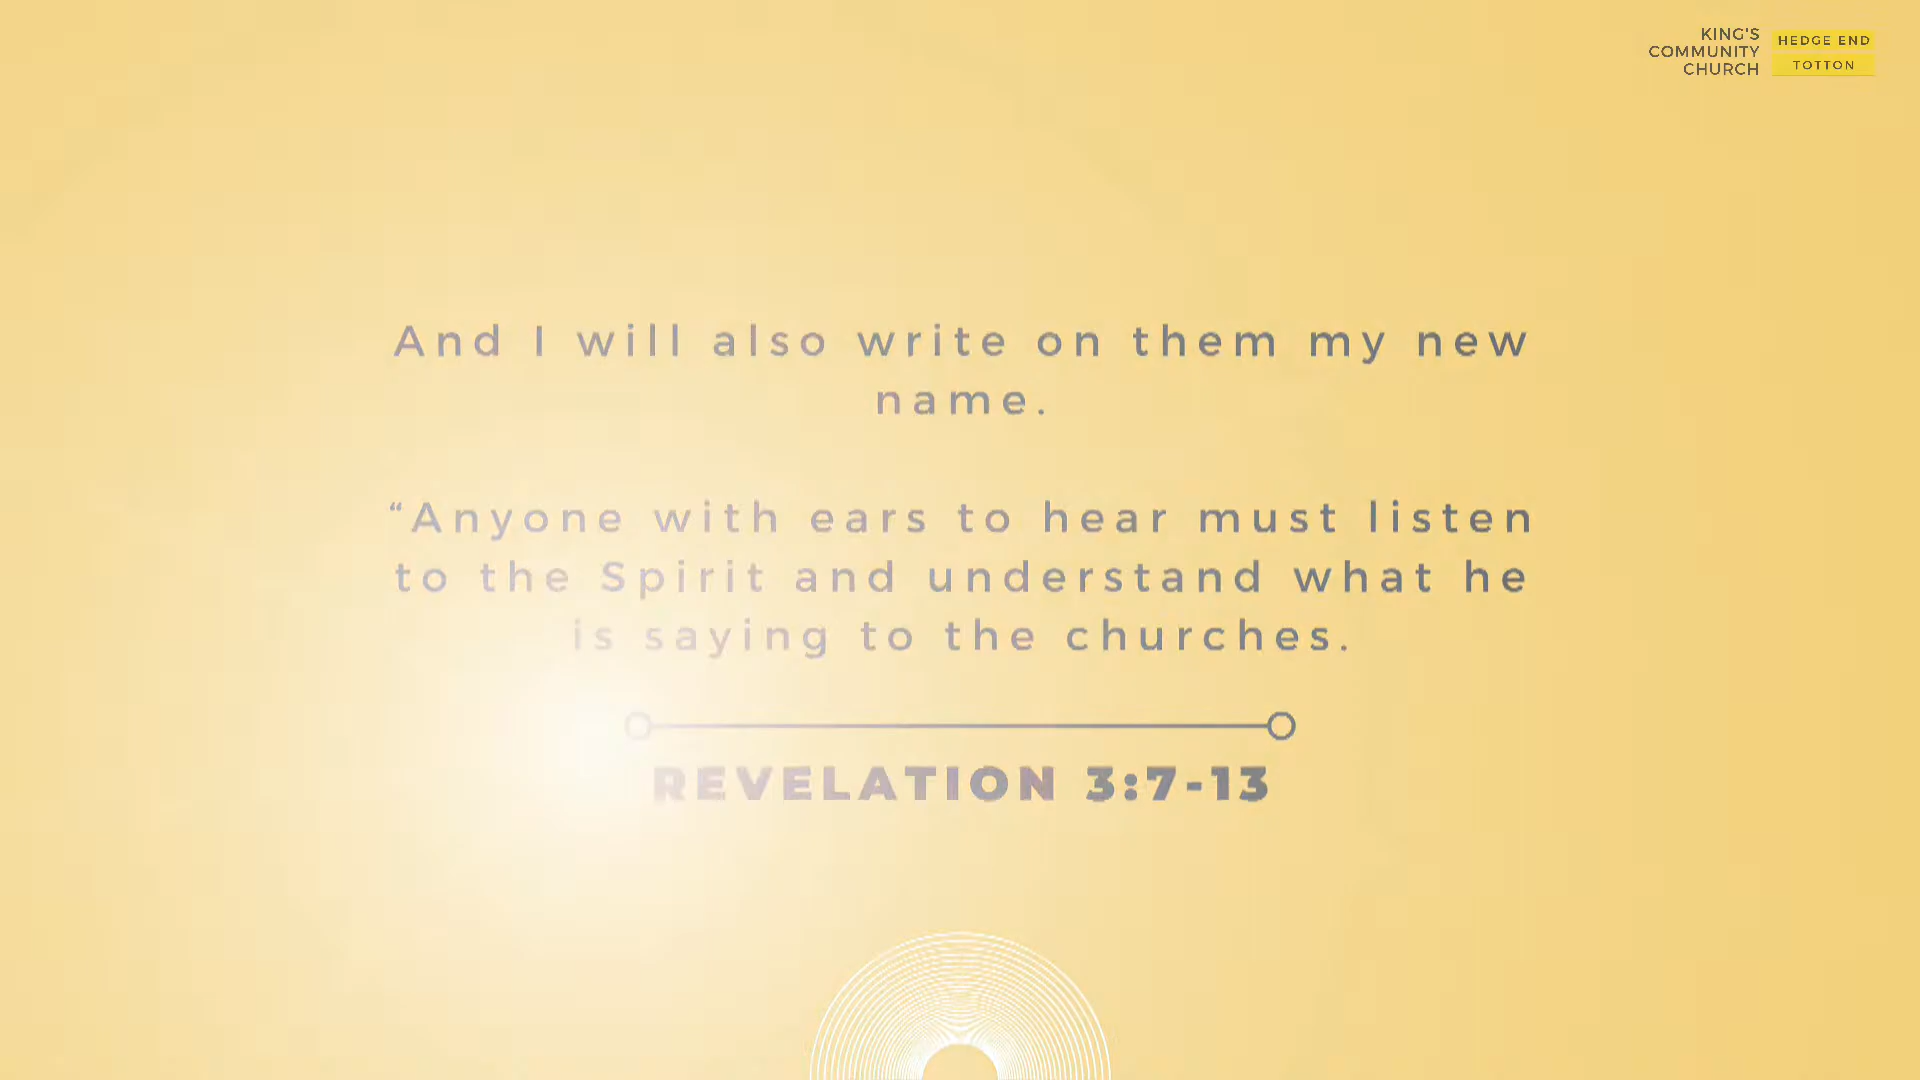 KING'S
COMMUNITY
CHURCH
HEDGE END
TOTTON
And I will also write on them my new
name.
“Anyone with ears to hear must listen
to the Spirit and understand what he
is saying to the churches.
REVELATION 3:7-13